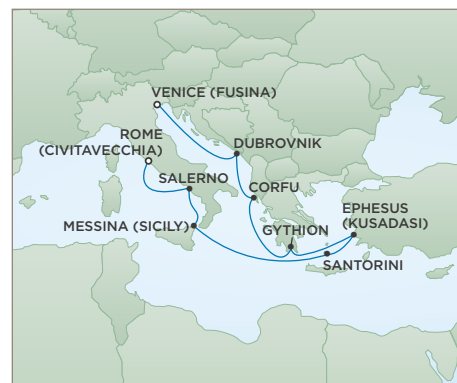 VENICE (FUSINA)
ROME
(CIVITAVECCHIA)
DUBROVNIK
SALERNO
CORFU
MESSINA (SICILY)
GYTHION
EPHESUS
(KUSADASI)
SANTORINI